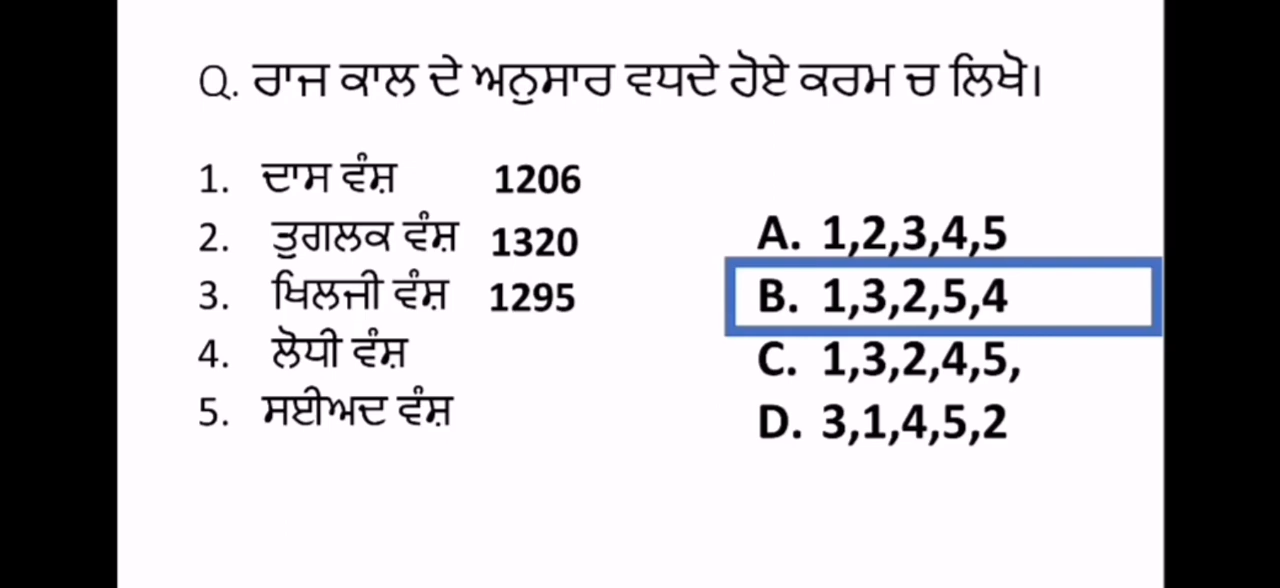 Q. ਰਾਜ ਕਾਲ ਦੇ ਅਨੁਸਾਰ ਵਧਦੇ ਹੋਏ ਕਰਮ ਚ ਲਿਖੋ।
1. ਦਾਸ ਵੰਸ਼ 1206
2. ਤੁਗਲਕ ਵੰਸ਼ 1320
3. ਖਿਲਜੀ ਵੰਸ਼ 1295
4. ਲੋਧੀ ਵੰਸ਼
5. ਸਈਅਦ ਵੰਸ਼
A. 1,2,3,4,5
B. 1,3,2,5,4
C. 1,3,2,4,5,
D. 3,1,4,5,2